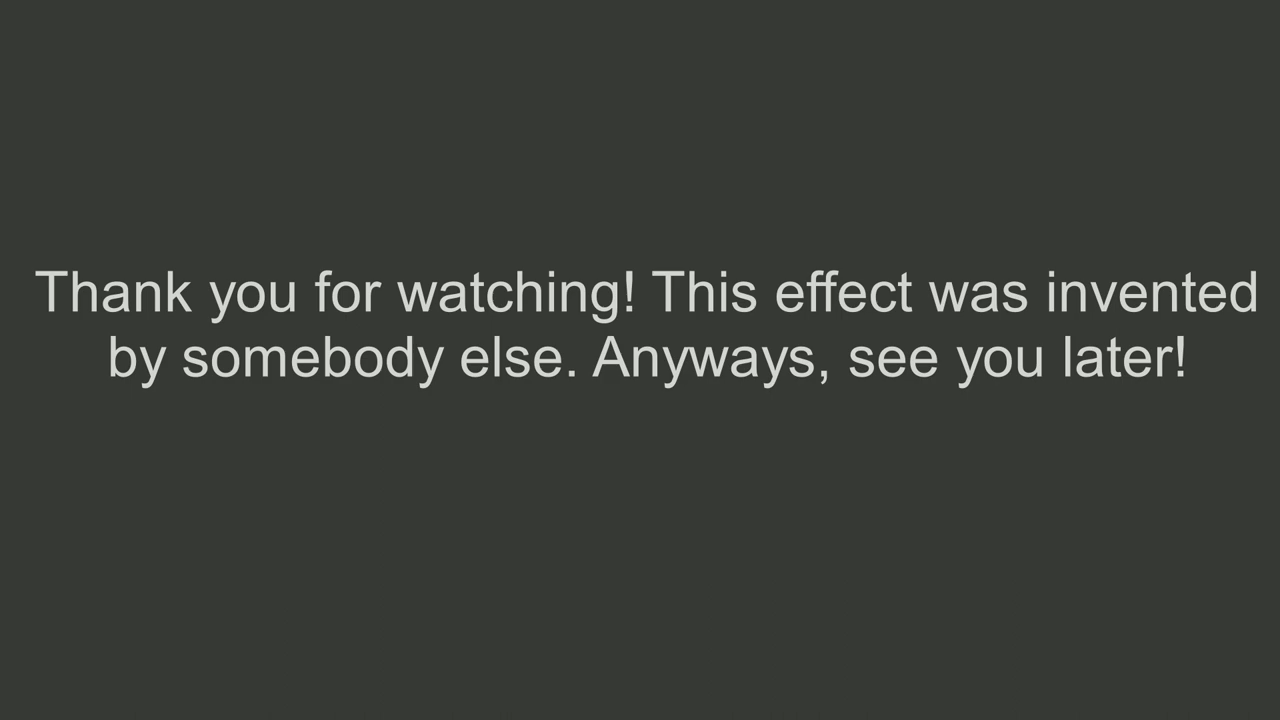 Thank you for watching! This effect was invented
by somebody else. Anyways, see you later!